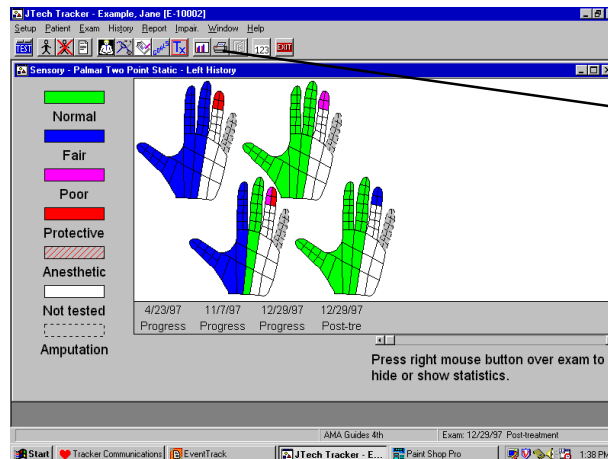 JTech Tracker - Example, Jane [E-10002]
Setup Patient Exam History Report Impair. Window Help
TEST GOALS Tx 123 EXIT
Sensory - Palmar Two Point Static - Left History
Normal
Fair
Poor
Protective
Anesthetic
Not tested
Amputation
4/23/97 11/7/97 12/29/97 12/29/97
Progress Progress Progress Post-tre
Press right mouse button over exam to
hide or show statistics.
AMA Guides 4th Exam: 12/29/97 Post-treatment
Start Tracker Communications EventTrack JTech Tracker - E... Paint Shop Pro 1:38 PM